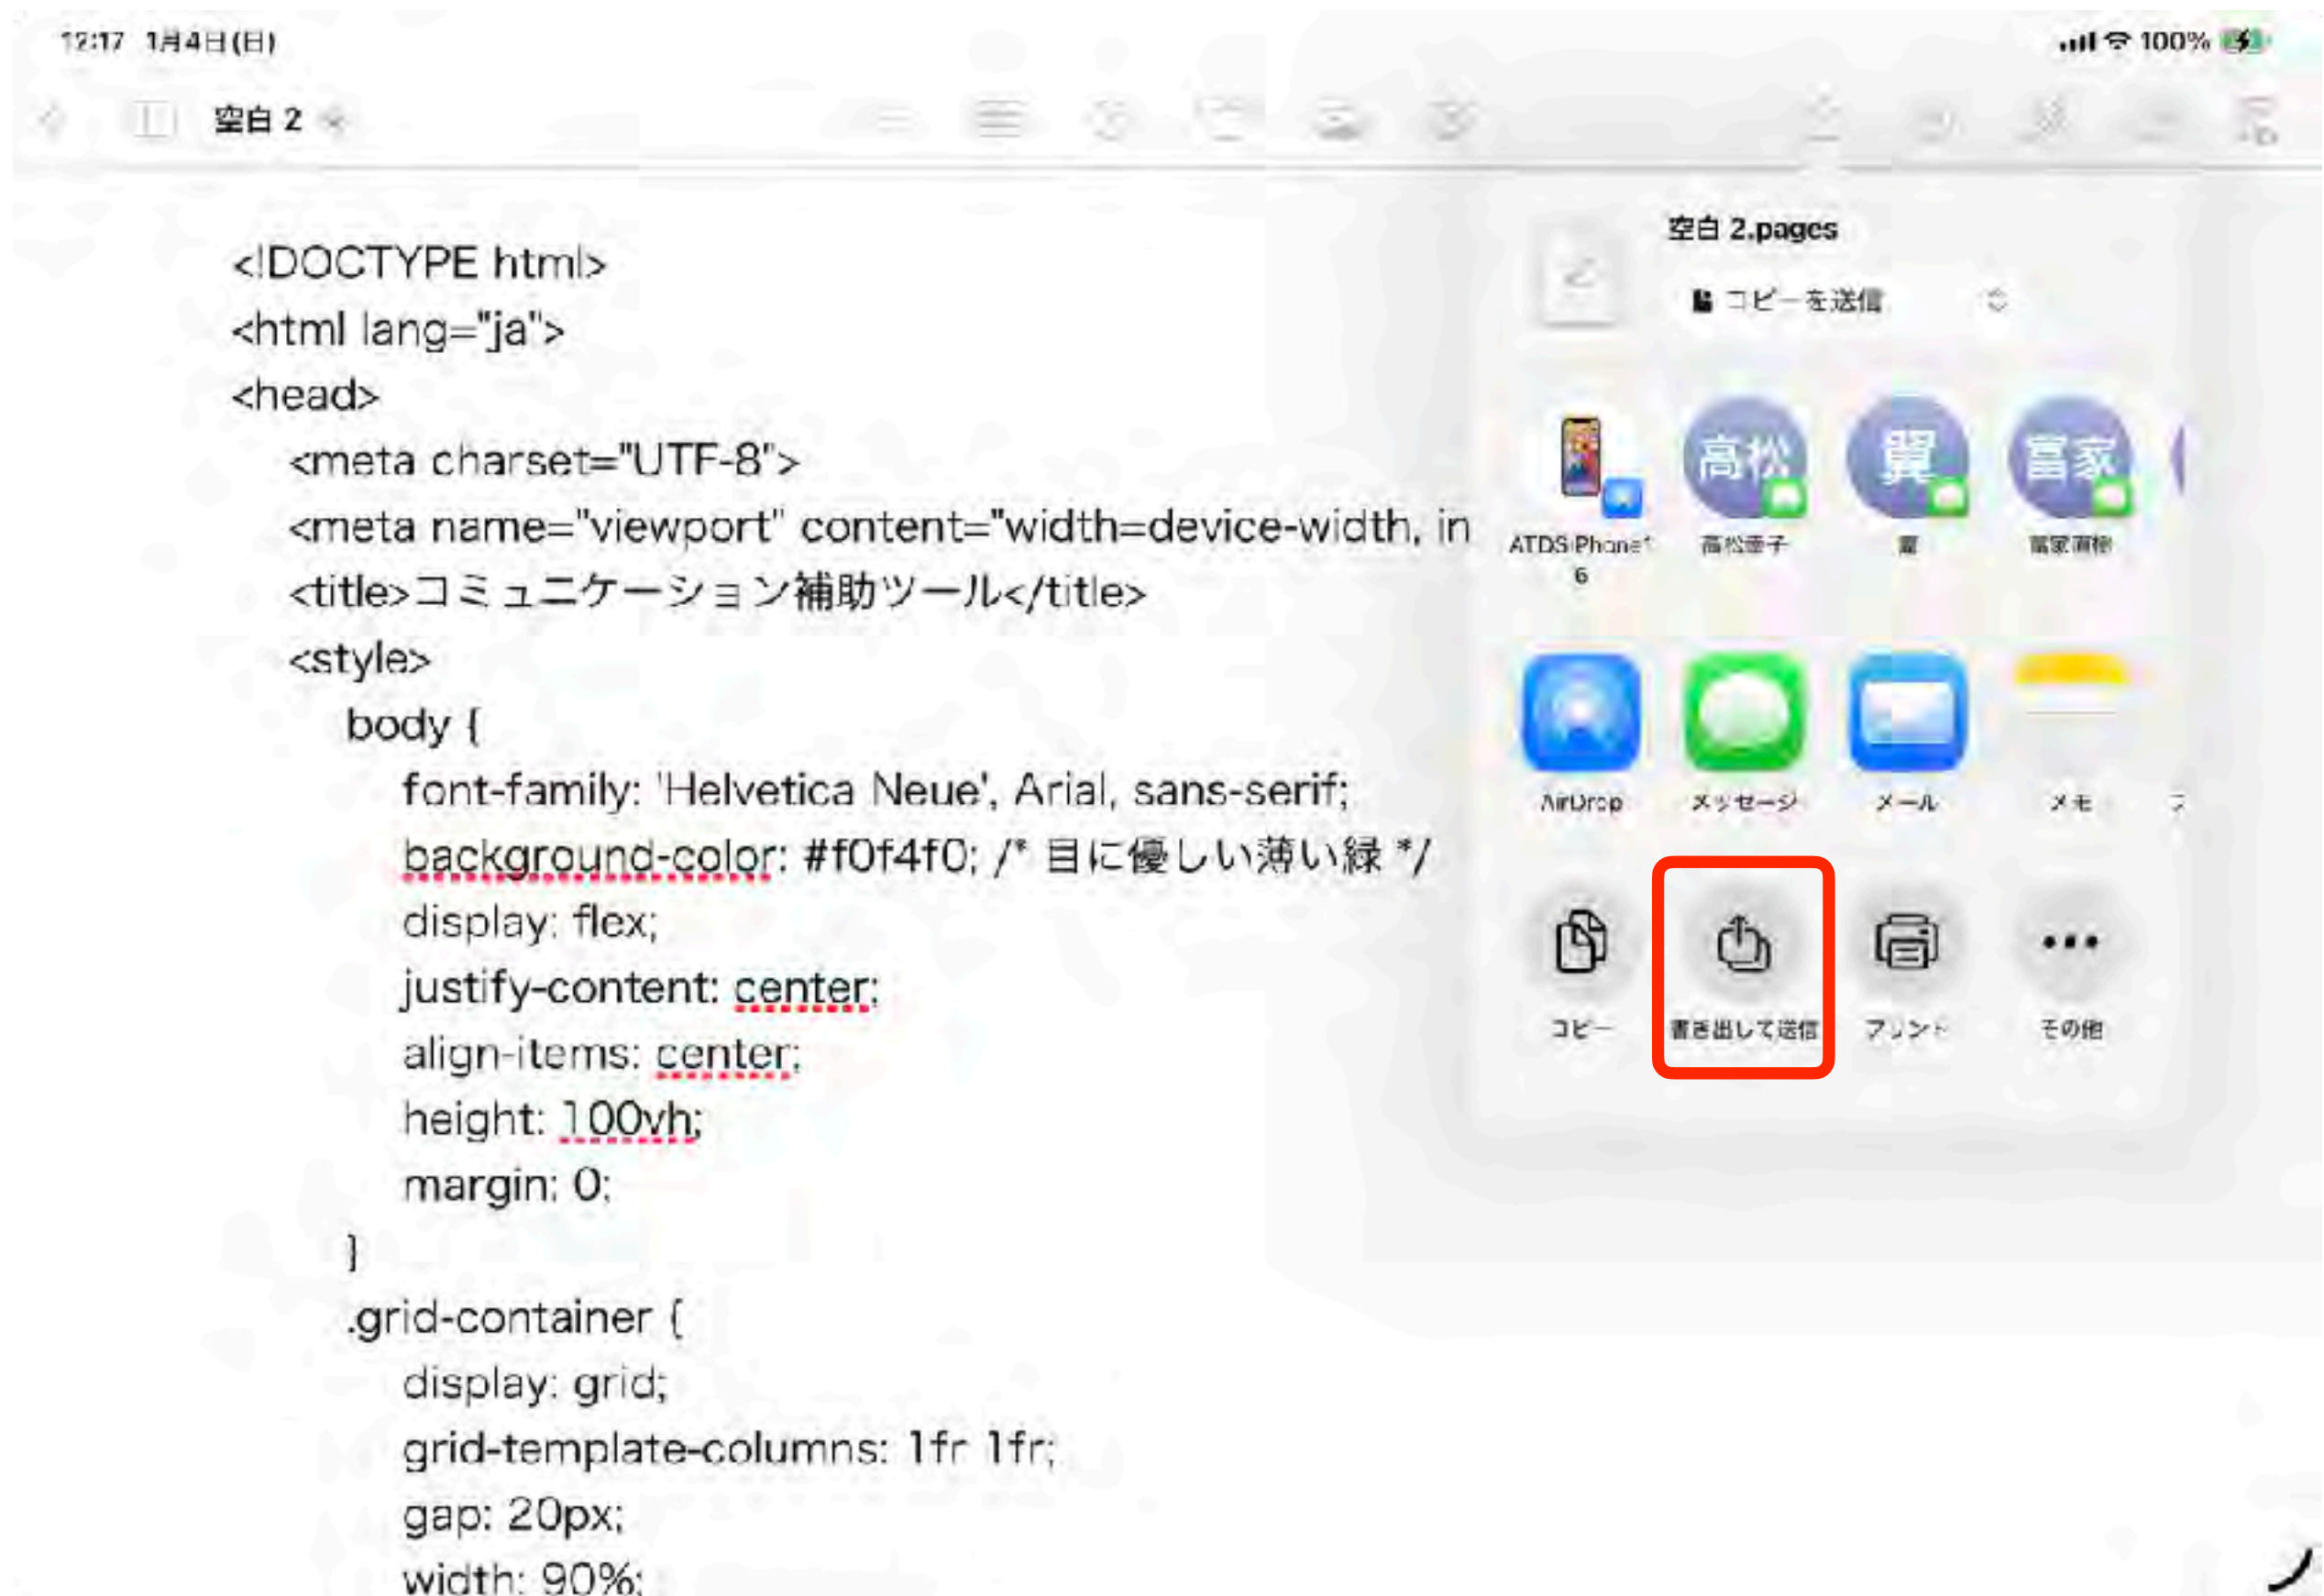 12:17 1月4日(日)
100%
空白 2
<!DOCTYPE html>
<html lang="ja">
<head>
<meta charset="UTF-8">
<meta name="viewport" content="width=device-width, in
<title>コミュニケーション補助ツール</title>
<style>
body {
font-family: 'Helvetica Neue', Arial, sans-serif;
background-color: #f0f4f0; /* 目に優しい薄い緑 */
display: flex;
justify-content: center;
align-items: center;
height: 100vh;
margin: 0;
}
.grid-container {
display: grid;
grid-template-columns: 1fr 1fr;
gap: 20px;
width: 90%;
空白 2.pages
コピーを送信
高松
翼
富家
6
翼
AirDrop
メッセージ
メール
メモ
コピー
書き出して送信
プリント
その他